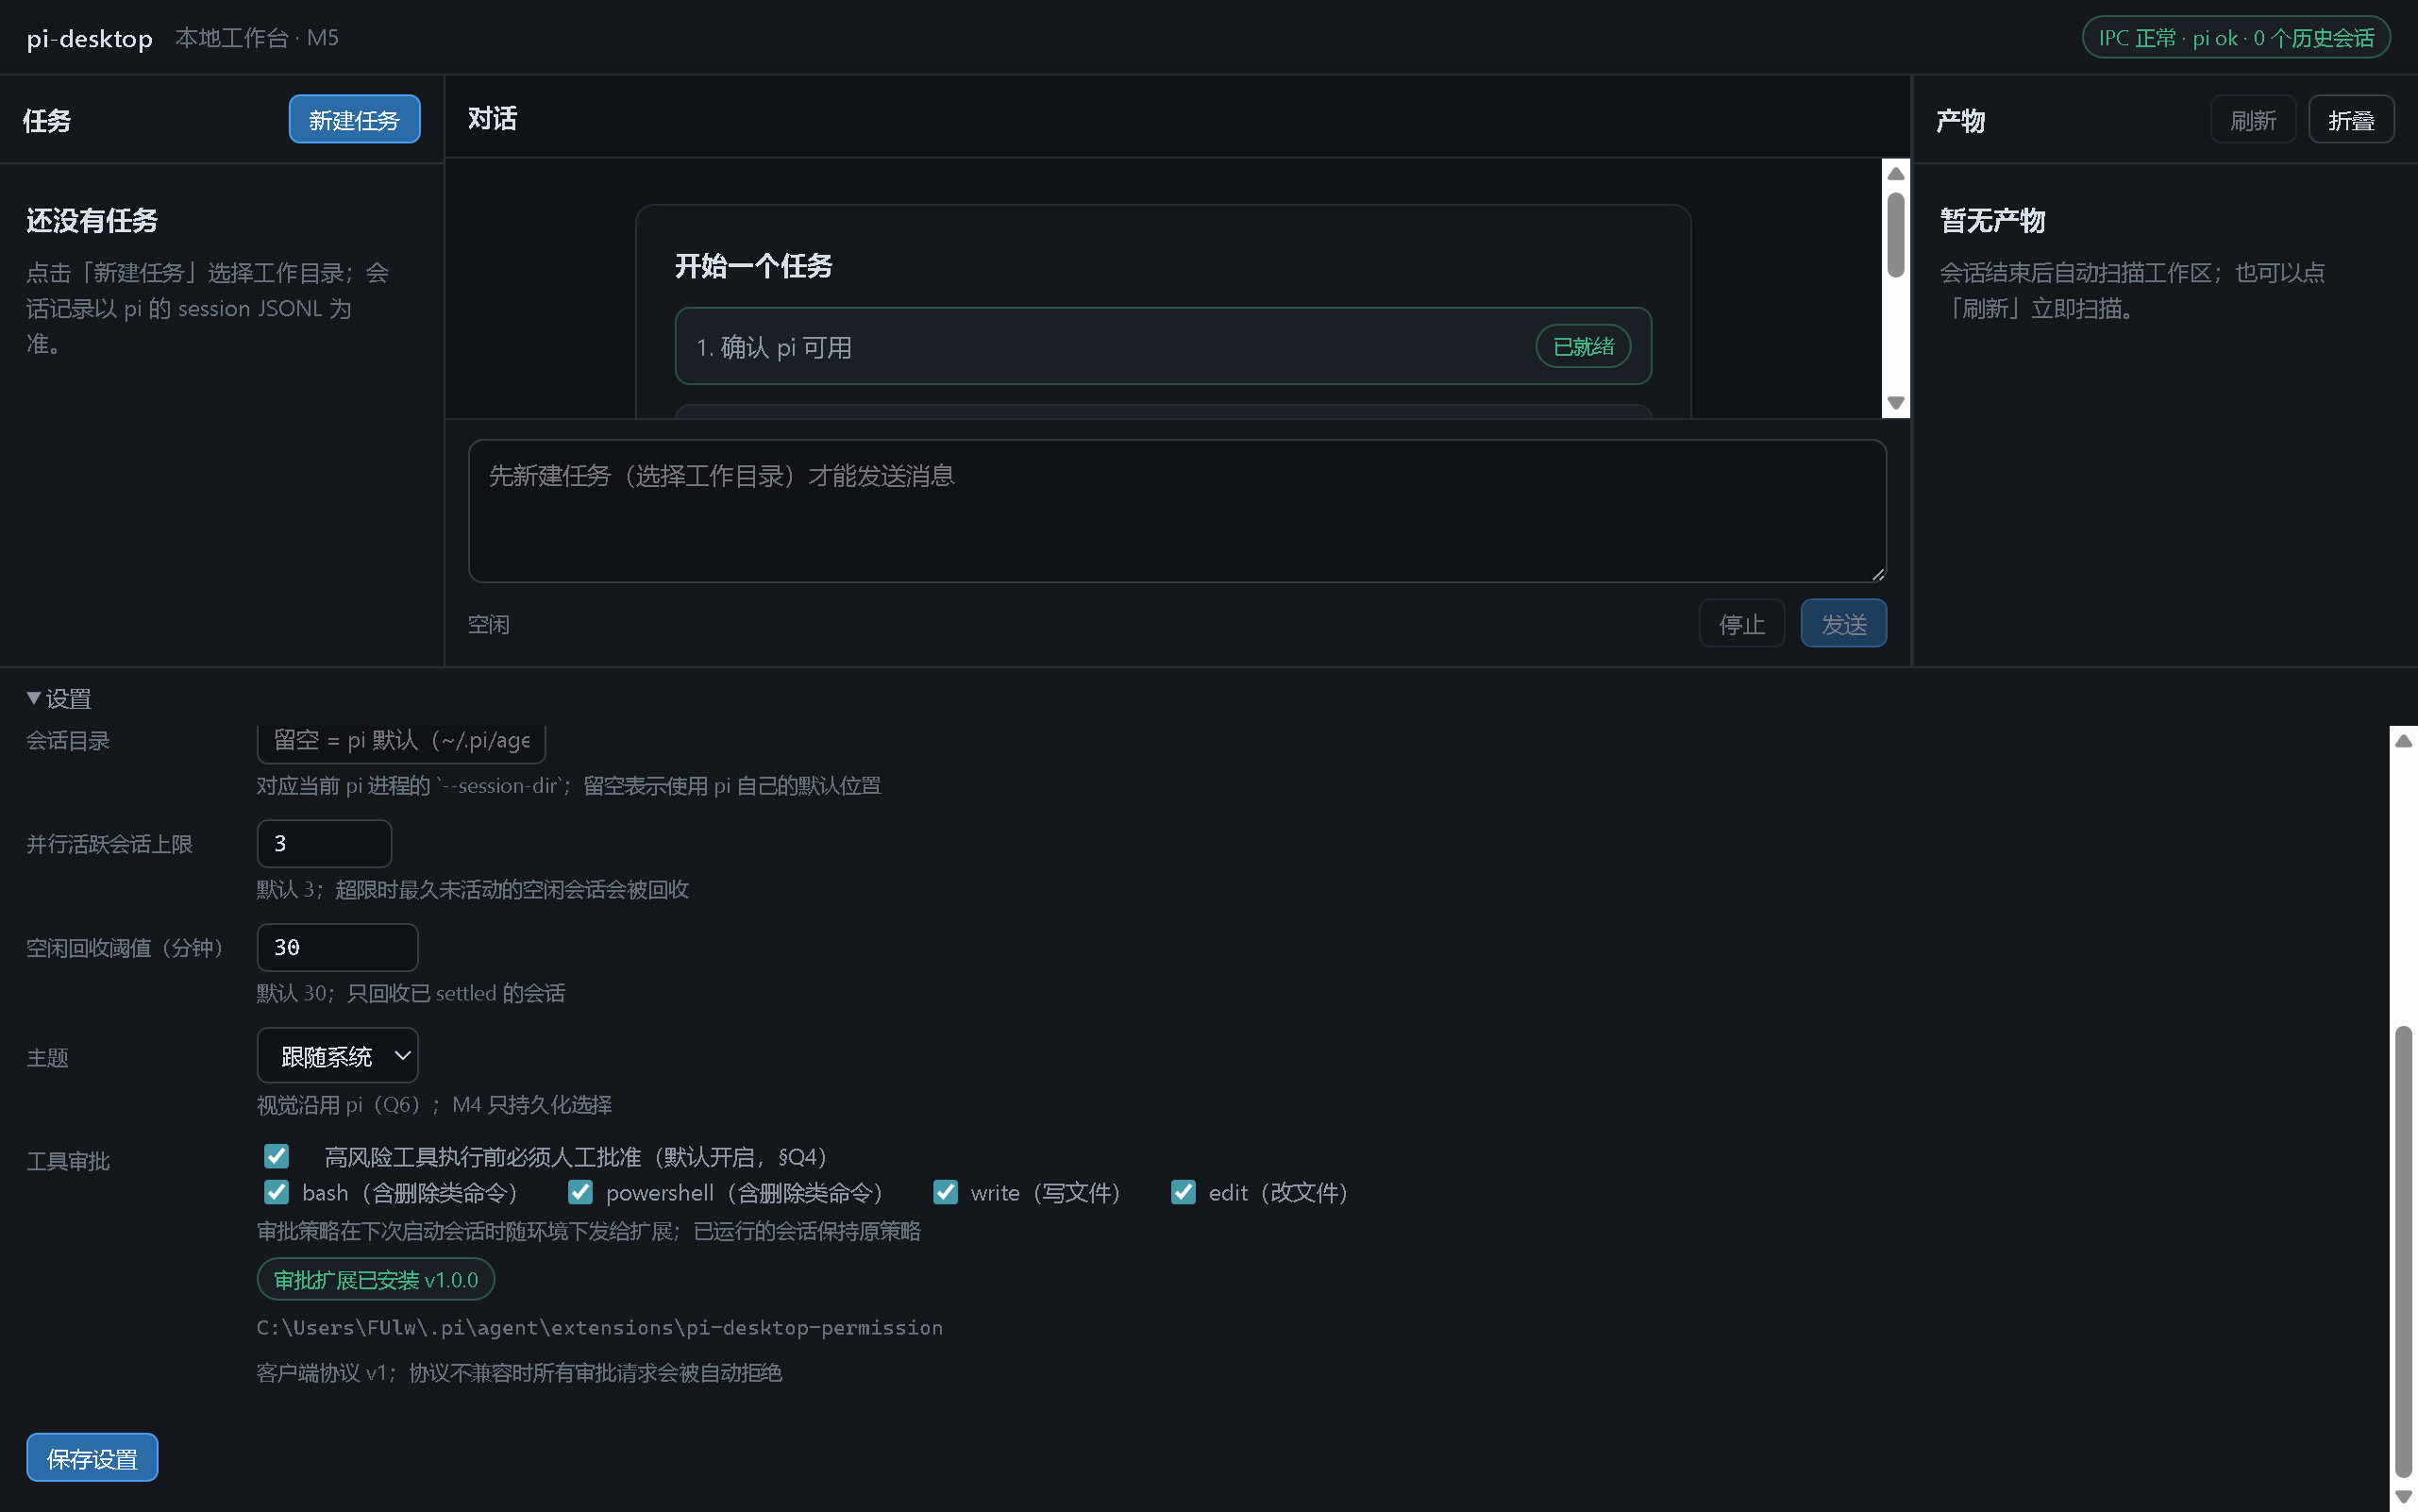 pi-desktop 本地工作台 · M5
IPC 正常 · pi ok · 0 个历史会话
任务
新建任务
还没有任务
点击「新建任务」选择工作目录；会
话记录以 pi 的 session JSONL 为
准。
对话
开始一个任务
1. 确认 pi 可用
已就绪
先新建任务（选择工作目录）才能发送消息
空闲
停止
发送
产物
刷新
折叠
暂无产物
会话结束后自动扫描工作区；也可以点
「刷新」立即扫描。
▼设置
会话目录
留空 = pi 默认（~/.pi/age
对应当前 pi 进程的 `--session-dir`；留空表示使用 pi 自己的默认位置
并行活跃会话上限
3
默认 3；超限时最久未活动的空闲会话会被回收
空闲回收阈值（分钟）
30
默认 30；只回收已 settled 的会话
主题
跟随系统
视觉沿用 pi（Q6）；M4 只持久化选择
工具审批
高风险工具执行前必须人工批准（默认开启，§Q4）
bash（含删除类命令） powershell（含删除类命令） write（写文件） edit（改文件）
审批策略在下次启动会话时随环境下发给扩展；已运行的会话保持原策略
审批扩展已安装 v1.0.0
C:\Users\FUlw\.pi\agent\extensions\pi-desktop-permission
客户端协议 v1；协议不兼容时所有审批请求会被自动拒绝
保存设置